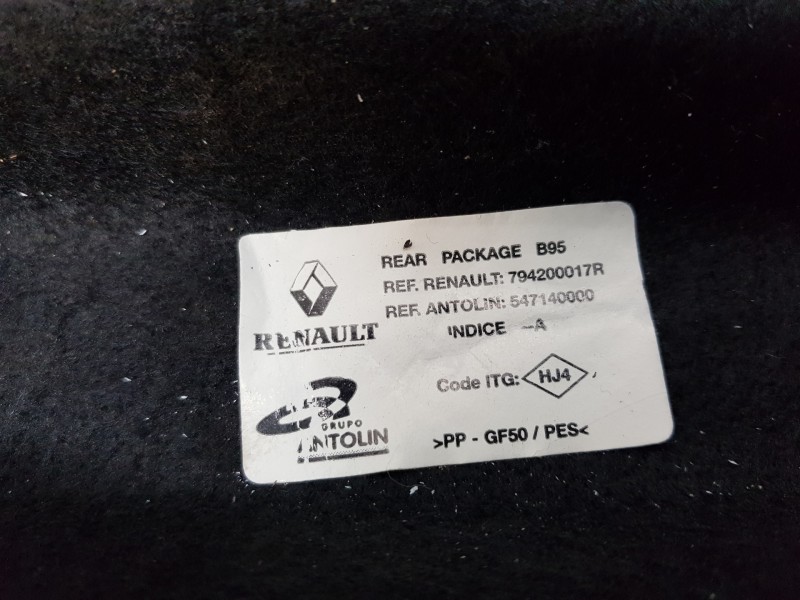 REAR PACKAGE B95
REF. RENAULT: 794200017R
REF. ANTOLIN: 547140000
INDICE -A
RENAULT
Code ITG: HJ4
GRUPO
ANTOLIN
>PP - GF50 / PES<